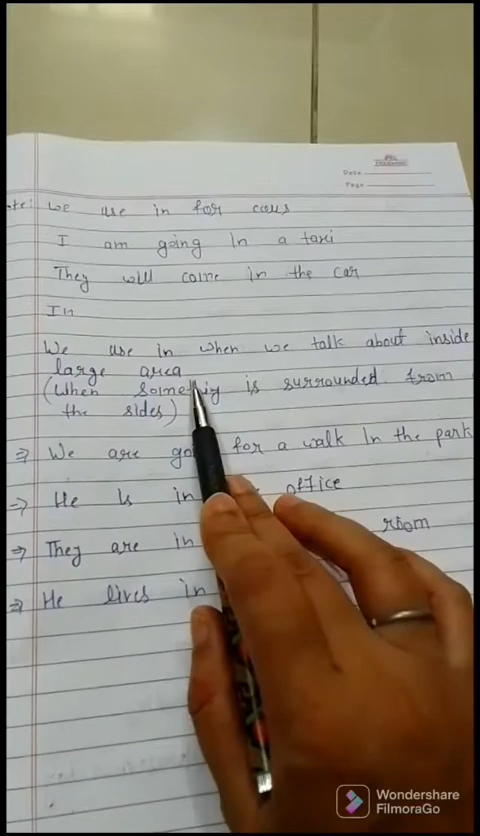 Date
Page
te: we use in for cars
I am going in a taxi
They will come in the car
In
We use in when we talk about inside
large area
(when somethig is surrounded from
the sides)
⇒ We are go for a walk in the park
⇒ He is in office
⇒ They are in room
⇒ He lives in
Wondershare
FilmoraGo